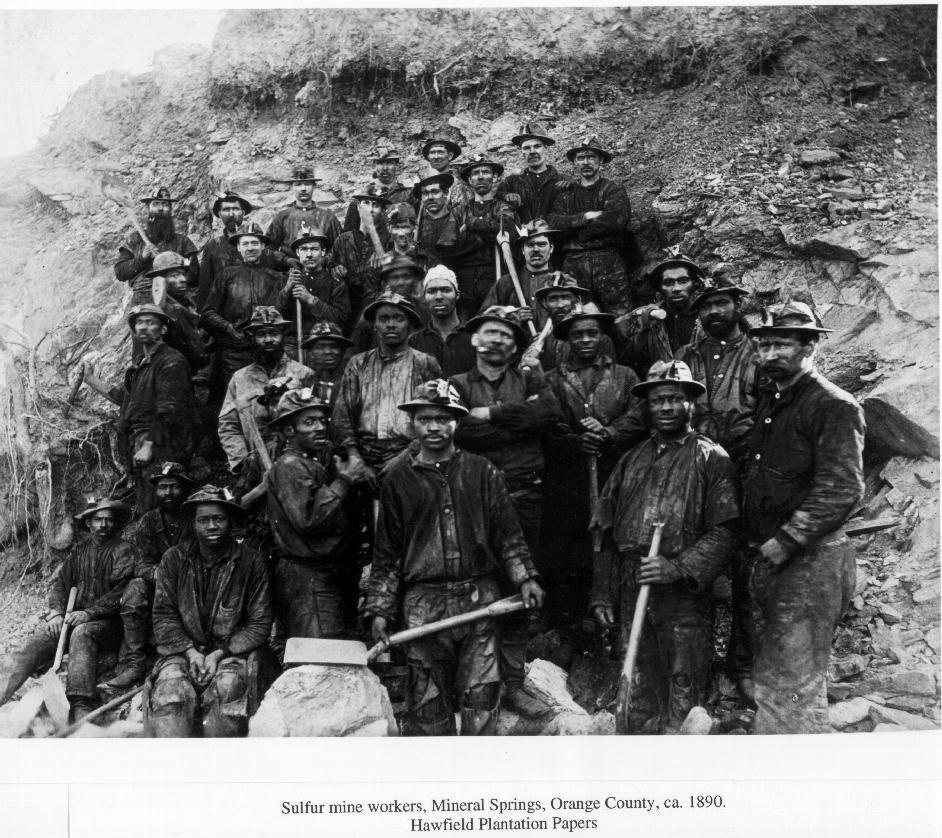 Sulfur mine workers, Mineral Springs, Orange County, ca. 1890.
Hawfield Plantation Papers